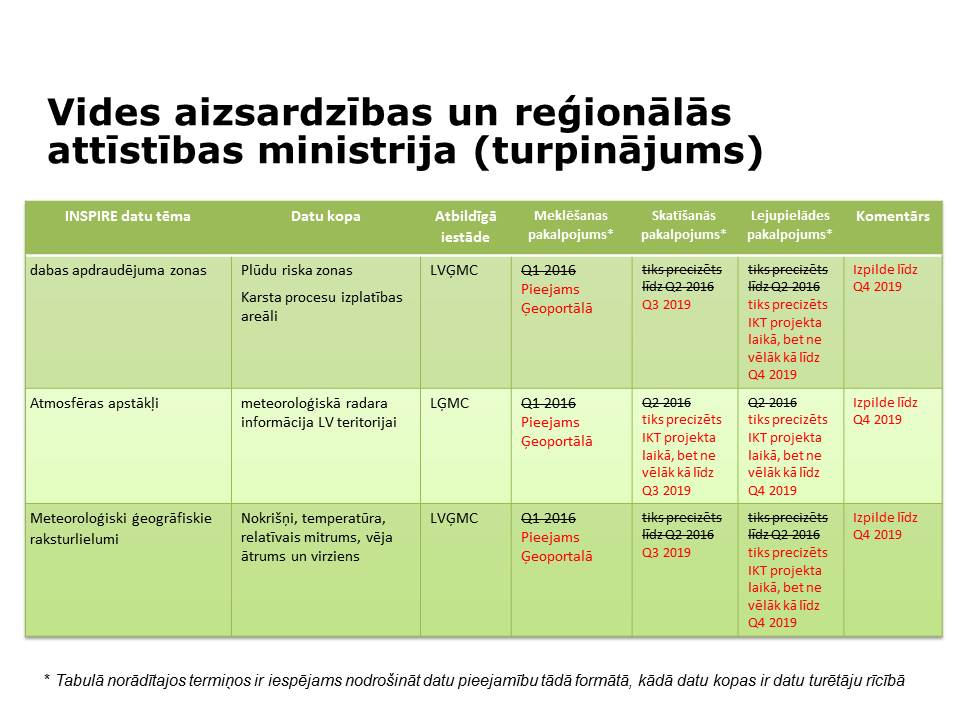 Vides aizsardzības un reģionālās
attīstības ministrija (turpinājums)
INSPIRE datu tēma
Datu kopa
Atbildīgā
iestāde
Meklēšanas
pakalpojums*
Skatīšanās
pakalpojums*
Lejupielādes
pakalpojums*
Komentārs
dabas apdraudējuma zonas
Plūdu riska zonas
Karsta procesu izplatības
areāli
LVĢMC
Q1 2016
Pieejams
Ģeoportālā
tiks precizēts
līdz Q2 2016
Q3 2019
tiks precizēts
līdz Q2 2016
tiks precizēts
IKT projekta
laikā, bet ne
vēlāk kā līdz
Q4 2019
Izpilde līdz
Q4 2019
Atmosfēras apstākļi
meteoroloģiskā radara
informācija LV teritorijai
LĢMC
Q1 2016
Pieejams
Ģeoportālā
Q2 2016
tiks precizēts
IKT projekta
laikā, bet ne
vēlāk kā līdz
Q3 2019
Q2 2016
tiks precizēts
IKT projekta
laikā, bet ne
vēlāk kā līdz
Q4 2019
Izpilde līdz
Q4 2019
Meteoroloģiski ģeogrāfiskie
raksturlielumi
Nokrišņi, temperatūra,
relatīvais mitrums, vēja
ātrums un virziens
LVĢMC
Q1 2016
Pieejams
Ģeoportalā
tiks precizēts
līdz Q2 2016
Q3 2019
tiks precizēts
līdz Q2 2016
tiks precizēts
IKT projekta
laikā, bet ne
vēlāk kā līdz
Q4 2019
Izpilde līdz
Q4 2019
* Tabulā norādītajos termiņos ir iespējams nodrošināt datu pieejamību tādā formātā, kādā datu kopas ir datu turētāju rīcībā